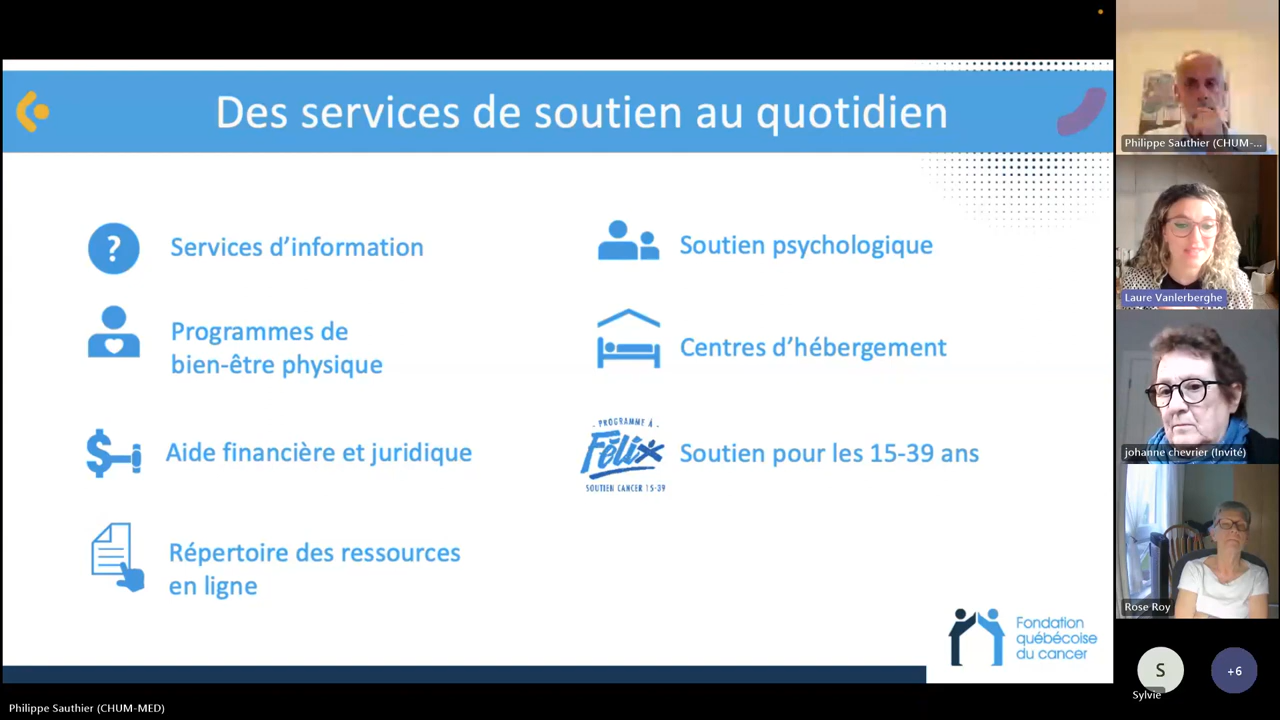 Des services de soutien au quotidien
?
Services d’information
Programmes de
bien-être physique
$
Aide financière et juridique
Répertoire des ressources
en ligne
Soutien psychologique
Centres d’hébergement
- PROGRAMME À -
Félix
SOUTIEN CANCER 15-39
Soutien pour les 15-39 ans
Fondation
québécoise
du cancer
Philippe Sauthier (CHUM-...
Laure Vanlerberghe
johanne chevrier (Invité)
Rose Roy
S
Sylvie
+6
Philippe Sauthier (CHUM-MED)